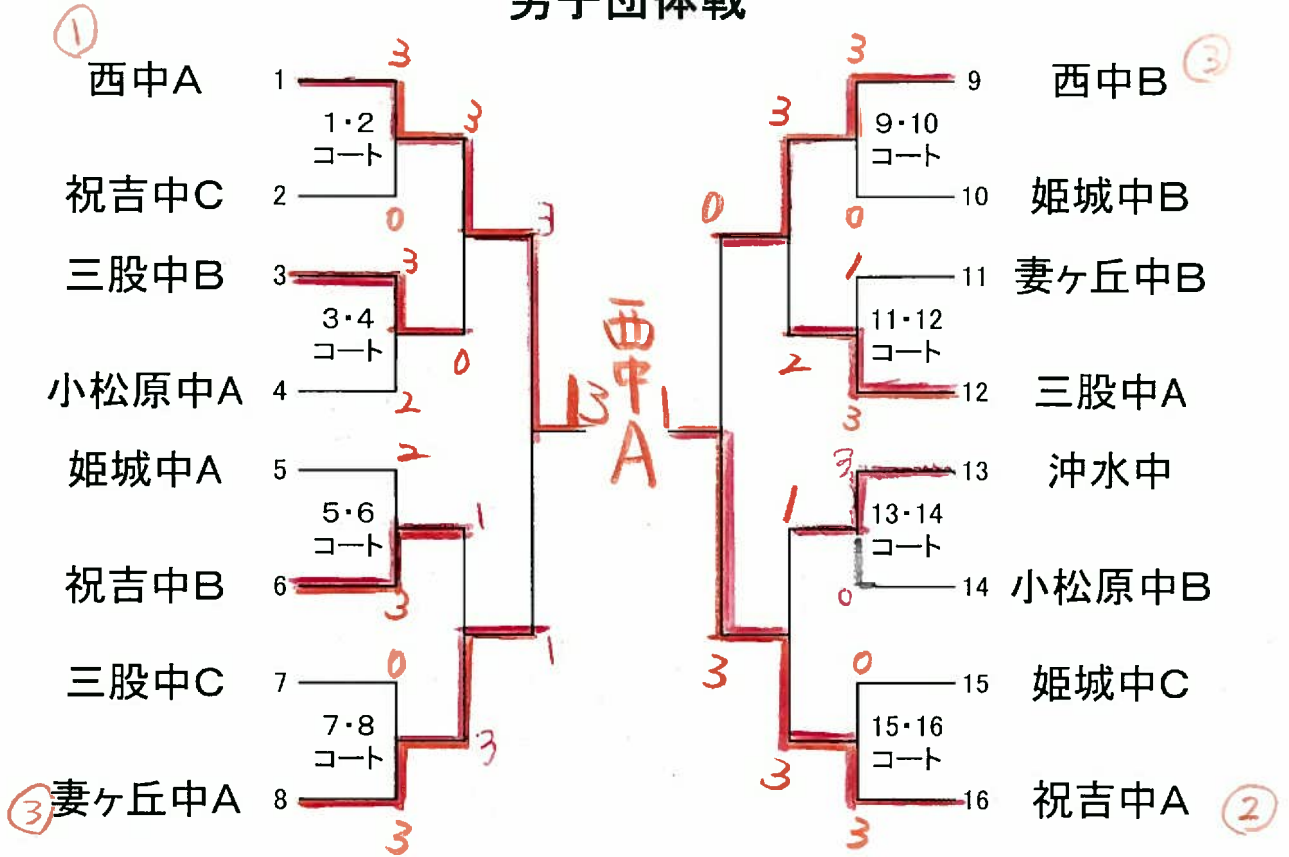 男子団体戦
①
西中A 1
3
1・2
コート
3
祝吉中C 2
0
3
三股中B 3
3
3・4
コート
0
小松原中A 4
2
姫城中A 5
2
5・6
コート
1
祝吉中B 6
3
三股中C 7
0
1
7・8
コート
3
③
妻ヶ丘中A 8
3
13
西中A
1
3
9 西中B
③
3
9・10
コート
10 姫城中B
0
0
11 妻ヶ丘中B
1
11・12
コート
2
12 三股中A
3
13 沖水中
3
13・14
コート
1
14 小松原中B
0
3
15 姫城中C
0
15・16
コート
3
16 祝吉中A
②
3